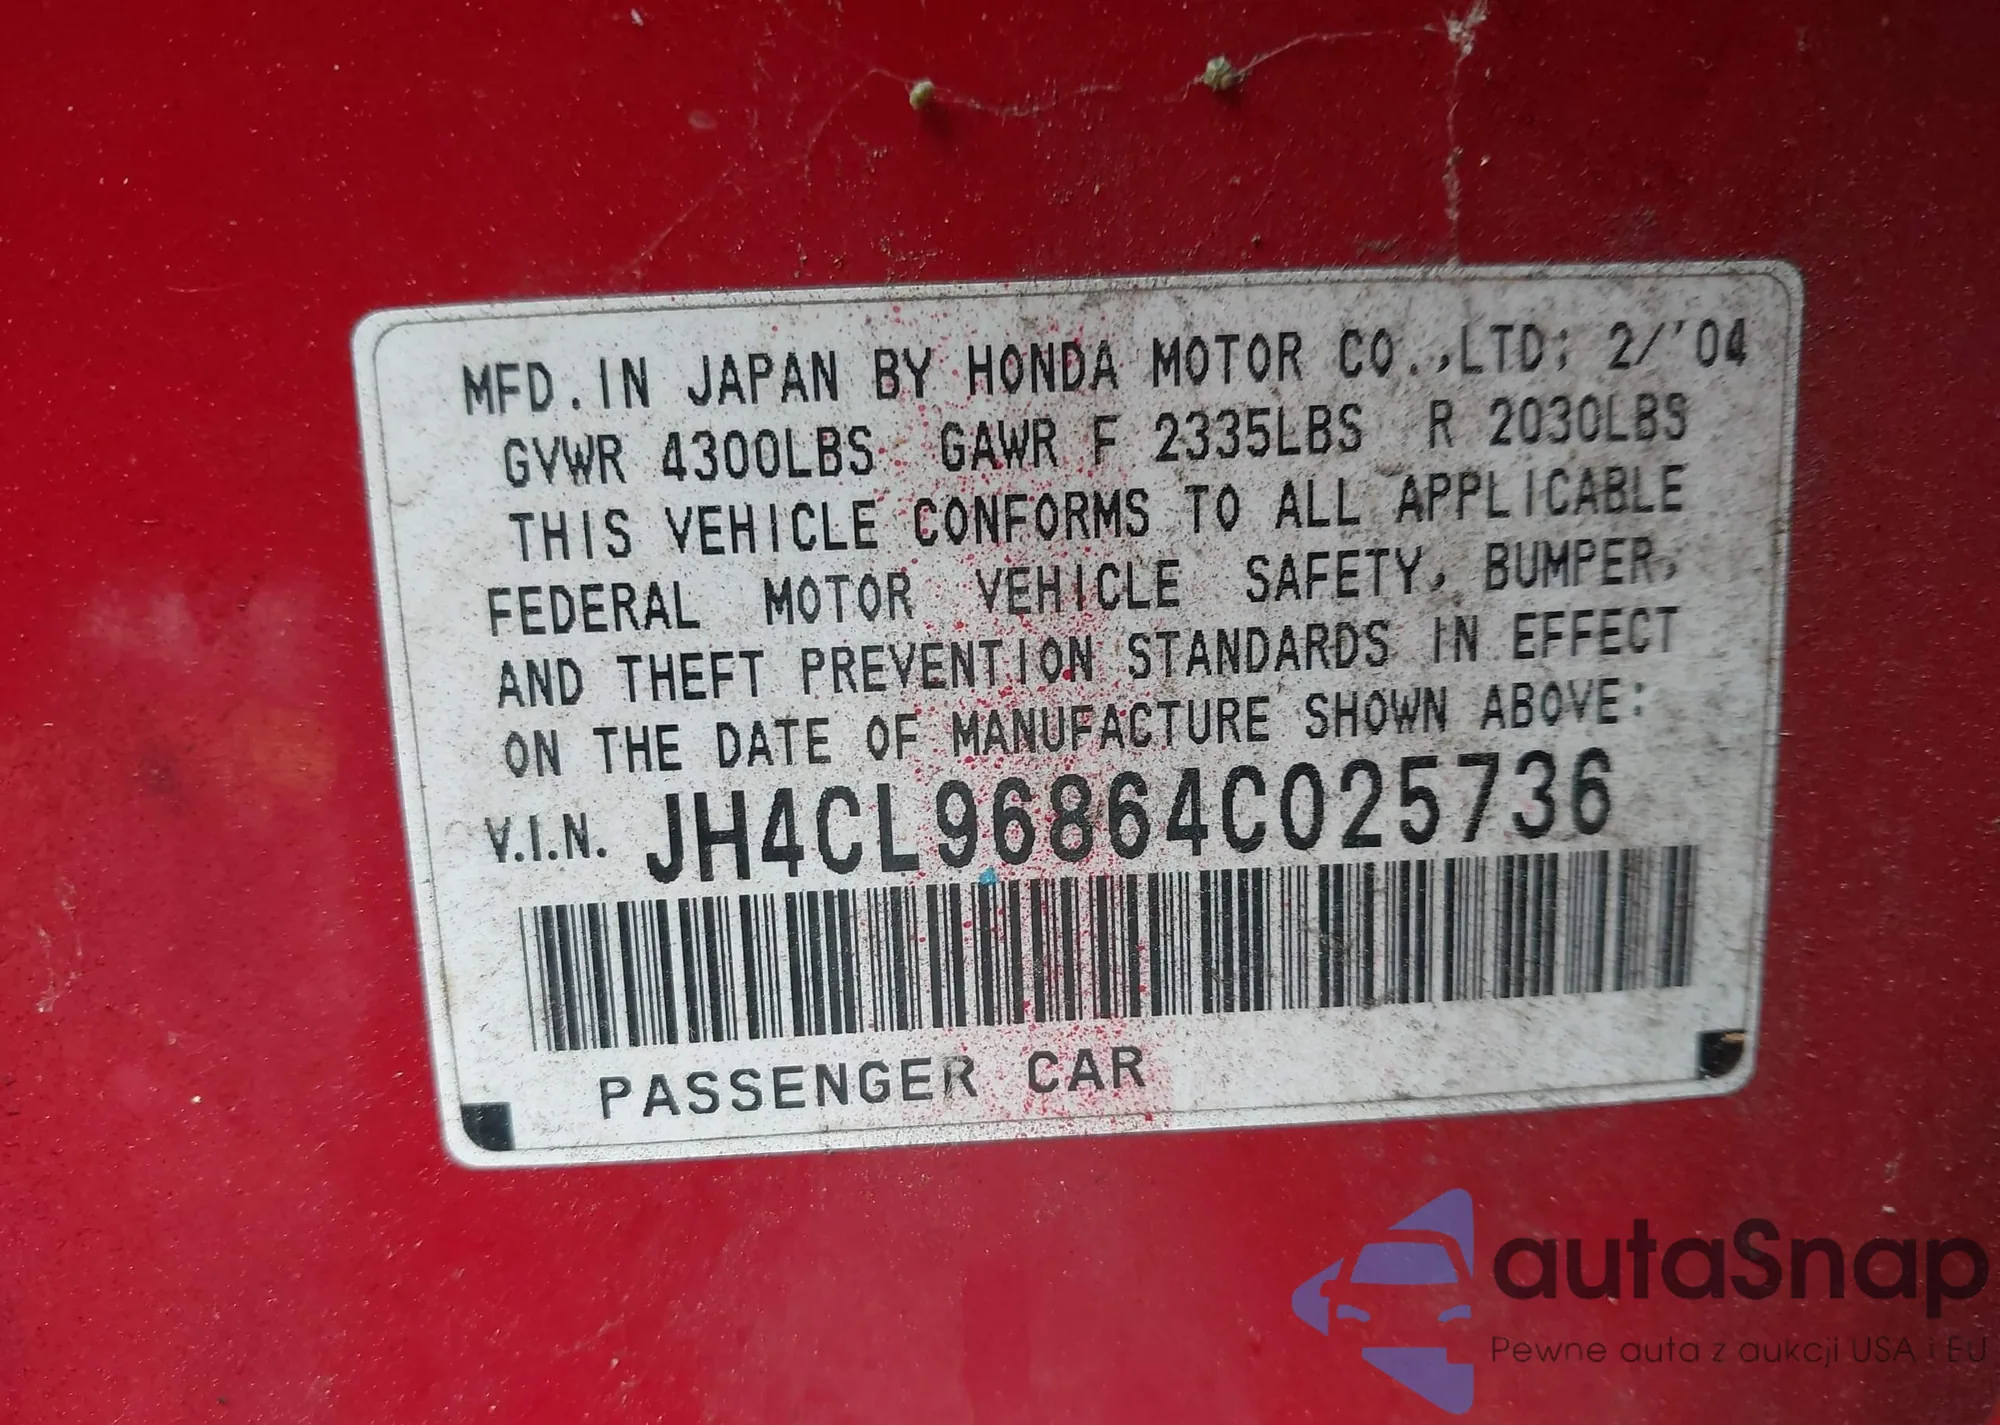 MFD. IN JAPAN BY HONDA MOTOR CO.,LTD; 2/'04
GVWR 4300LBS GAWR F 2335LBS R 2030LBS
THIS VEHICLE CONFORMS TO ALL APPLICABLE
FEDERAL MOTOR VEHICLE SAFETY, BUMPER,
AND THEFT PREVENTION STANDARDS IN EFFECT
ON THE DATE OF MANUFACTURE SHOWN ABOVE:
V.I.N. JH4CL96864C025736
PASSENGER CAR
autaSnap
Pewne auta z aukcji USA i EU